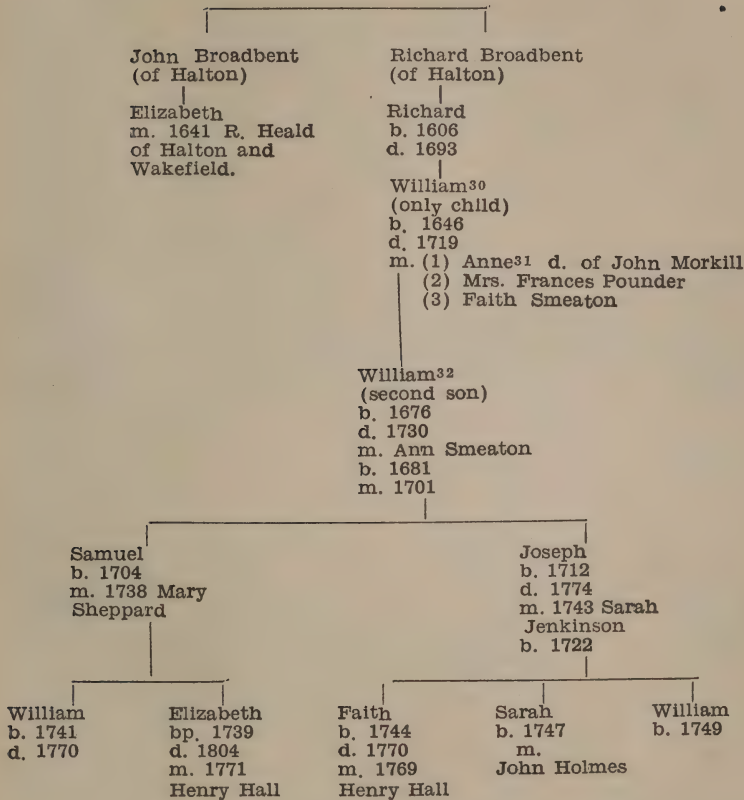 John Broadbent
(of Halton)
Elizabeth
m. 1641 R. Heald
of Halton and
Wakefield.
Richard Broadbent
(of Halton)
Richard
b. 1606
d. 1693
William30
(only child)
b. 1646
d. 1719
m. (1) Anne31 d. of John Morkill
(2) Mrs. Frances Pounder
(3) Faith Smeaton
William32
(second son)
b. 1676
d. 1730
m. Ann Smeaton
b. 1681
m. 1701
Samuel
b. 1704
m. 1738 Mary
Sheppard
Joseph
b. 1712
d. 1774
m. 1743 Sarah
Jenkinson
b. 1722
William
b. 1741
d. 1770
Elizabeth
bp. 1739
d. 1804
m. 1771
Henry Hall
Faith
b. 1744
d. 1770
m. 1769
Henry Hall
Sarah
b. 1747
m.
John Holmes
William
b. 1749